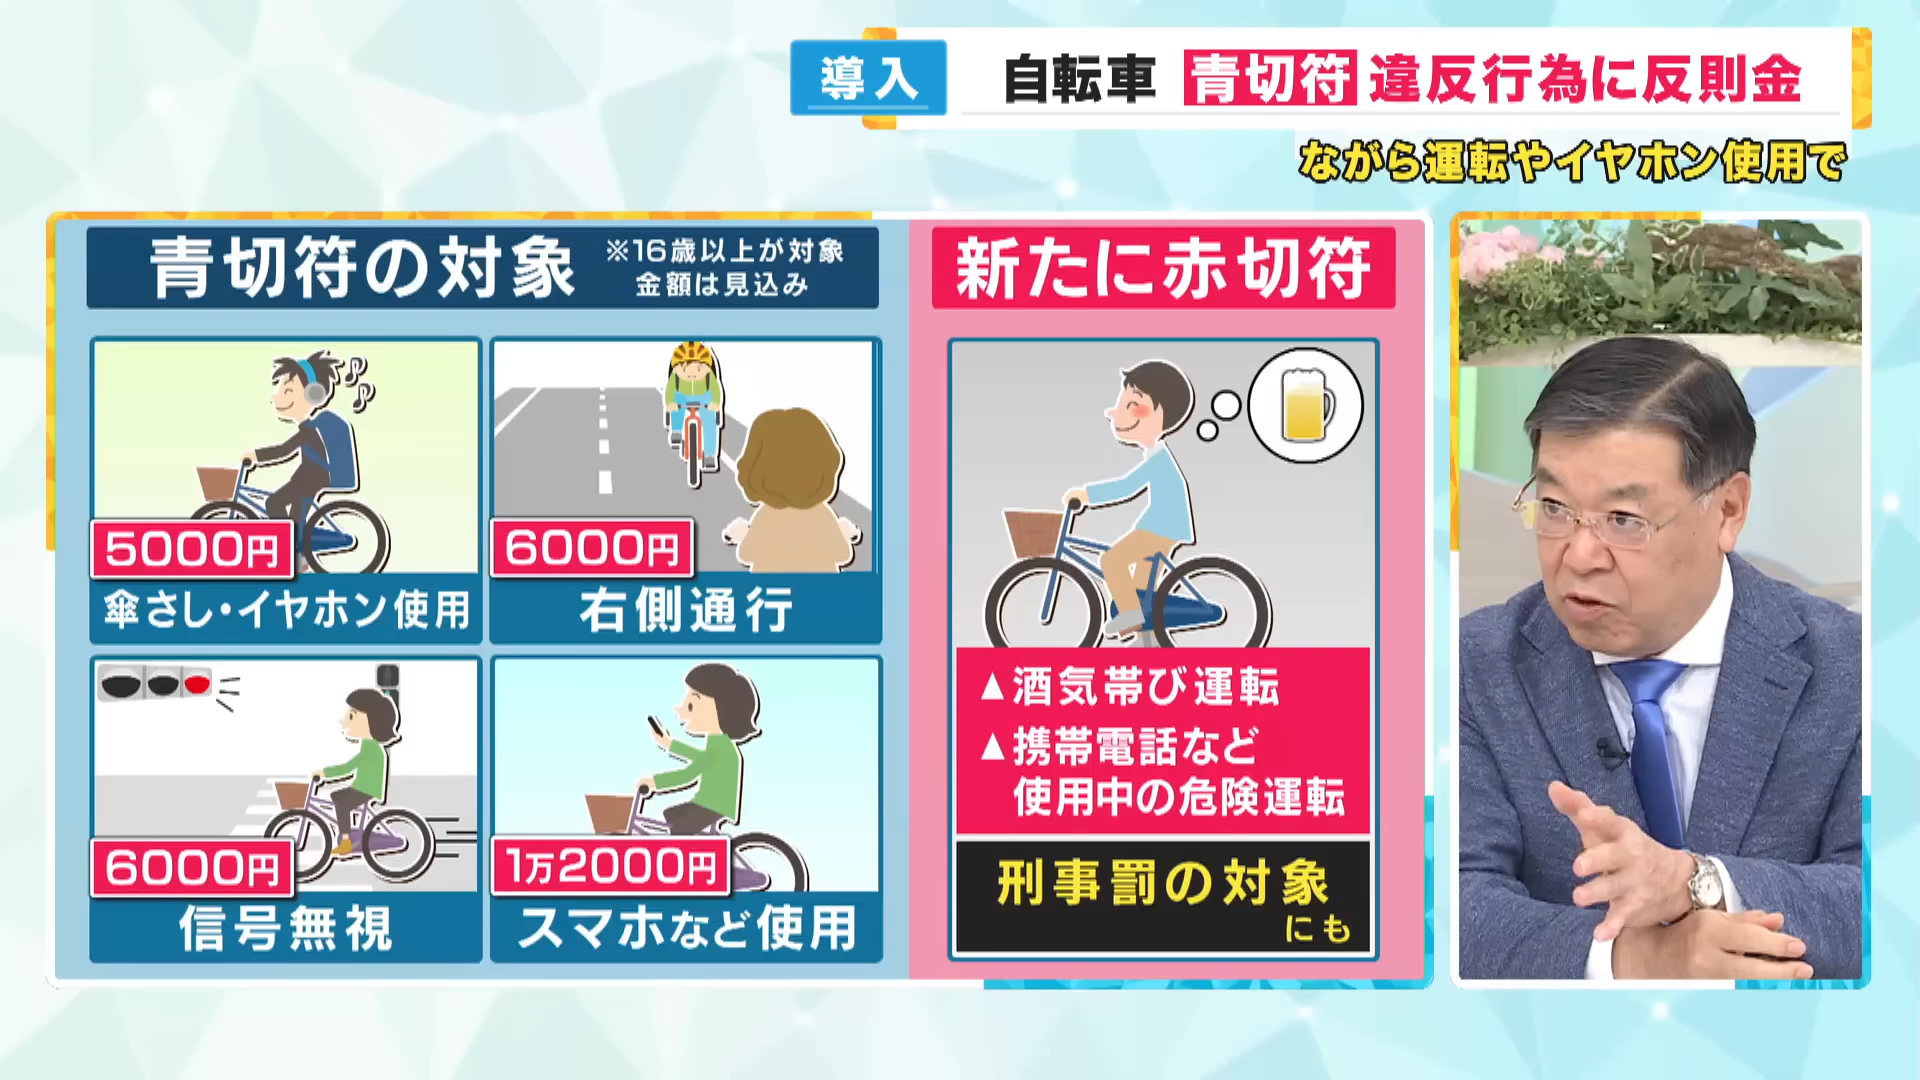 導入
自転車 青切符 違反行為に反則金
ながら運転やイヤホン使用で
青切符の対象
※16歳以上が対象
金額は見込み
5000円
傘さし・イヤホン使用
6000円
右側通行
6000円
信号無視
1万2000円
スマホなど使用
新たに赤切符
▲酒気帯び運転
▲携帯電話など
使用中の危険運転
刑事罰の対象
にも